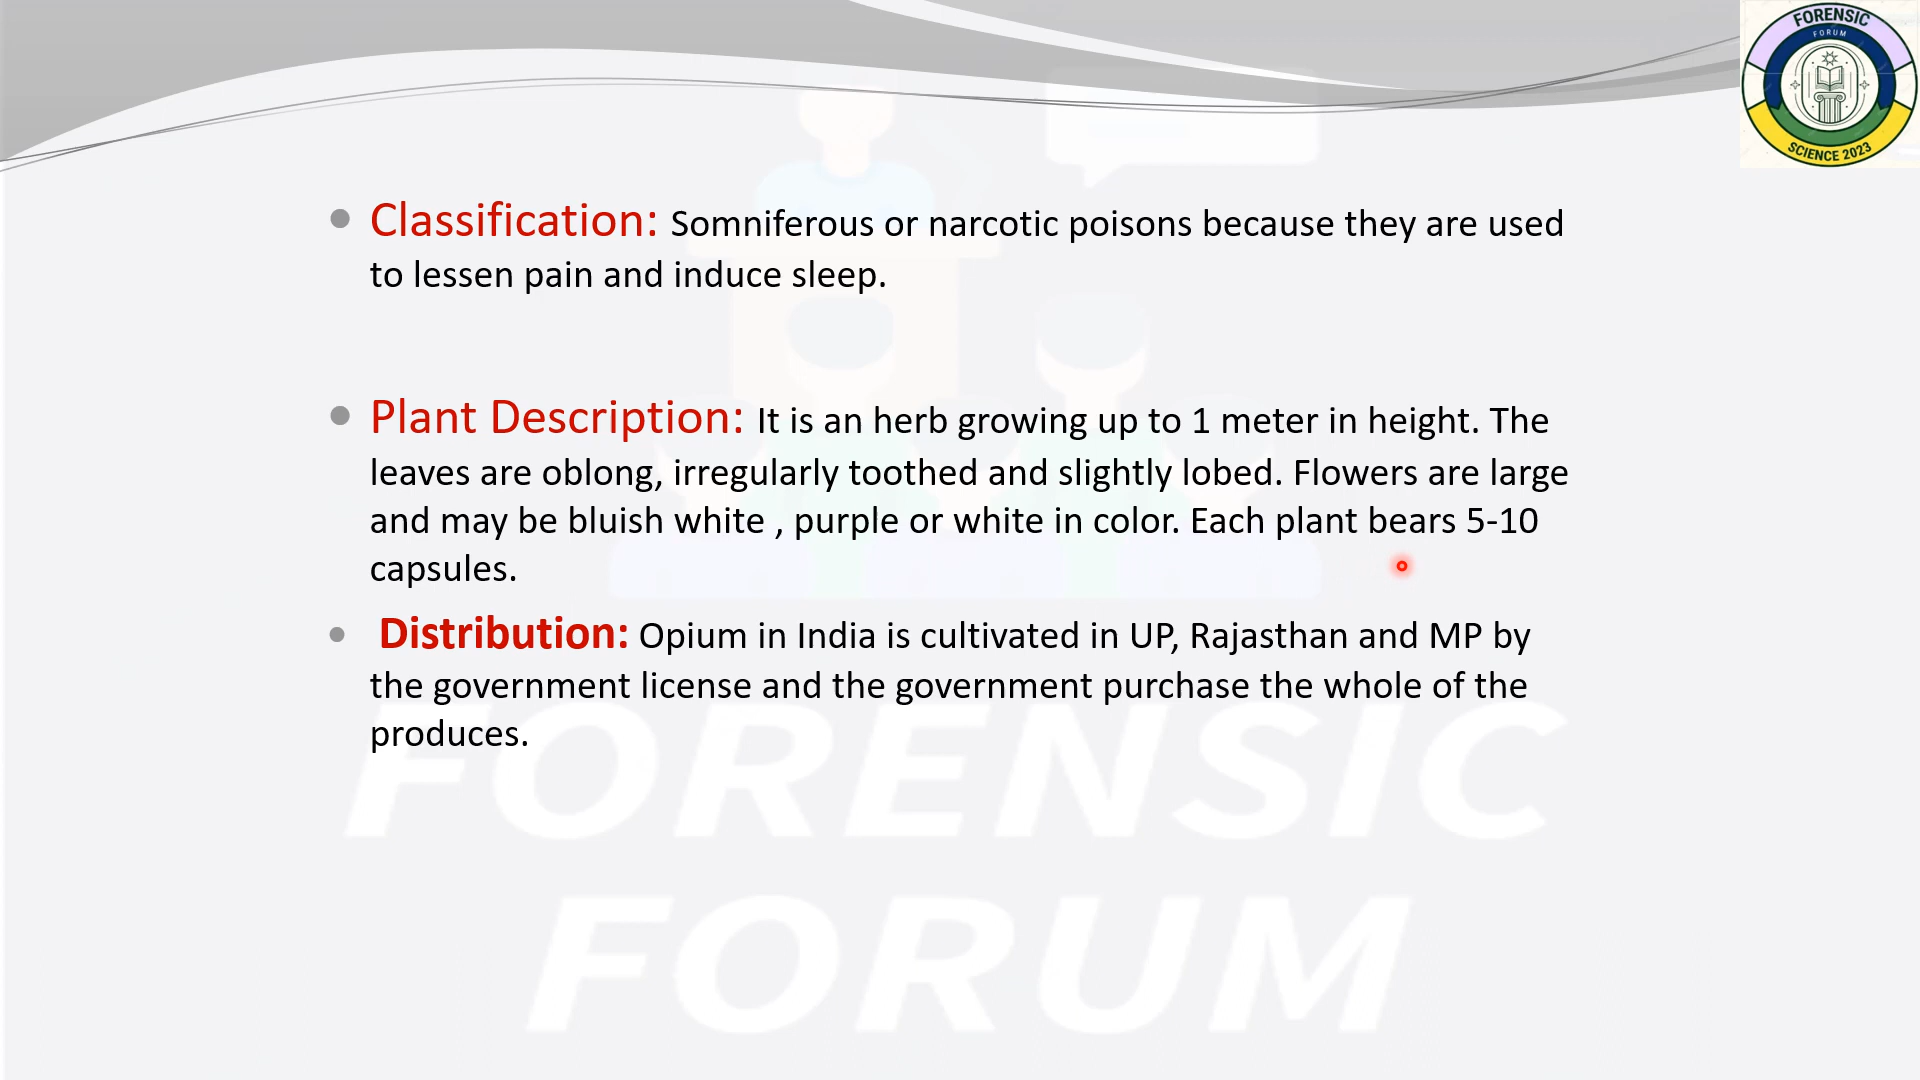 FORENSIC
FORUM
SCIENCE 2023
Classification: Somniferous or narcotic poisons because they are used
to lessen pain and induce sleep.
Plant Description: It is an herb growing up to 1 meter in height. The
leaves are oblong, irregularly toothed and slightly lobed. Flowers are large
and may be bluish white , purple or white in color. Each plant bears 5-10
capsules.
Distribution: Opium in India is cultivated in UP, Rajasthan and MP by
the government license and the government purchase the whole of the
produces.
FORENSIC
FORUM